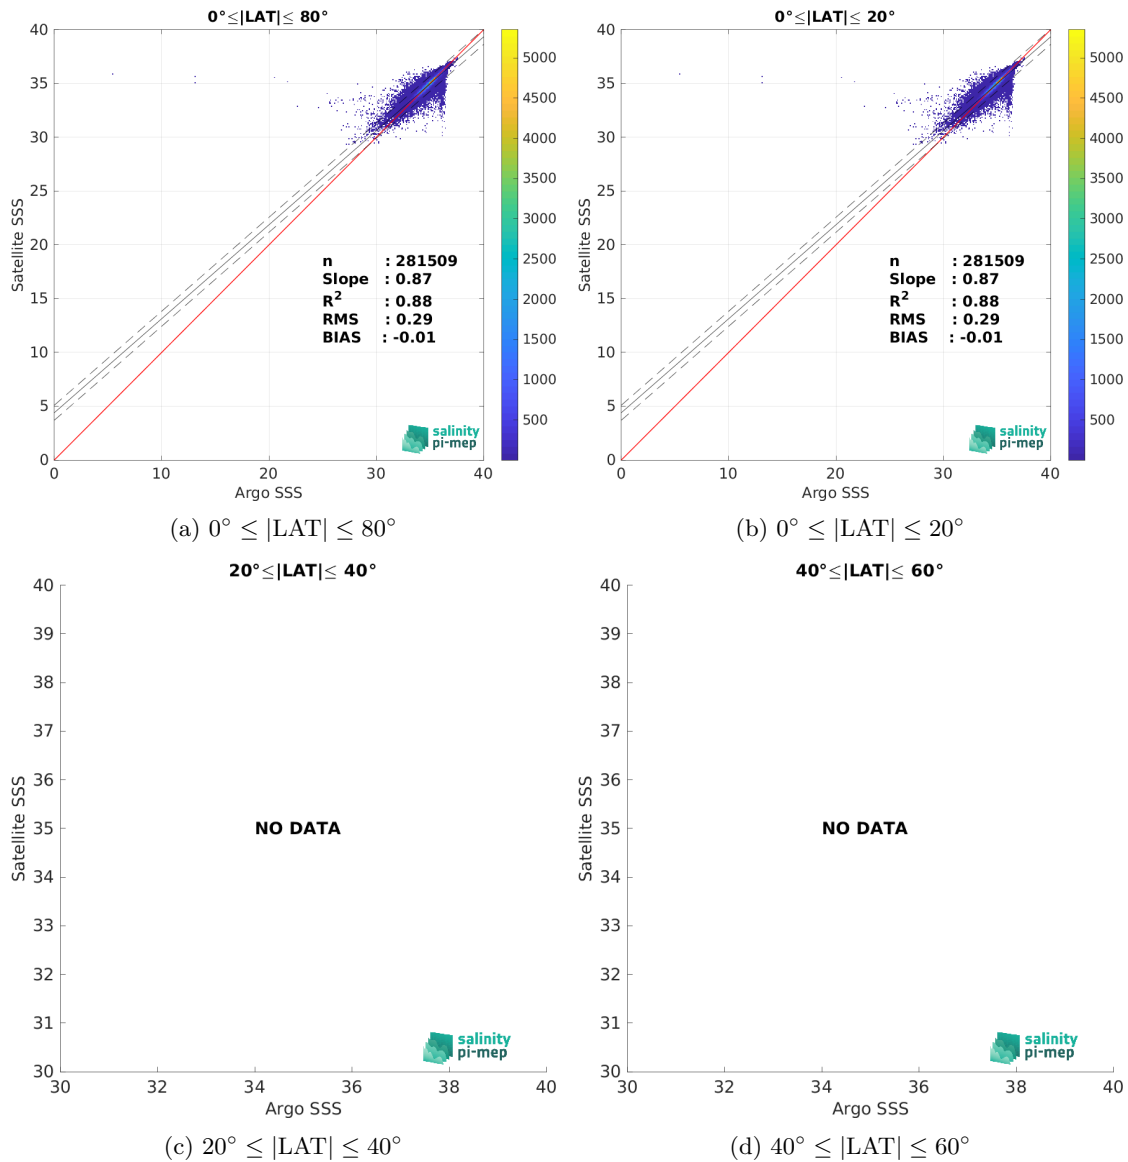 0°≤|LAT|≤ 80°
40
35
30
25
20
15
10
5
0
Satellite SSS
0
10
20
30
40
Argo SSS
5000
4500
4000
3500
3000
2500
2000
1500
1000
500
n : 281509
Slope : 0.87
R² : 0.88
RMS : 0.29
BIAS : -0.01
salinity
pi-mep
(a) 0° ≤ |LAT| ≤ 80°
0°≤|LAT|≤ 20°
40
35
30
25
20
15
10
5
0
Satellite SSS
0
10
20
30
40
Argo SSS
5000
4500
4000
3500
3000
2500
2000
1500
1000
500
n : 281509
Slope : 0.87
R² : 0.88
RMS : 0.29
BIAS : -0.01
salinity
pi-mep
(b) 0° ≤ |LAT| ≤ 20°
20°≤|LAT|≤ 40°
40
39
38
37
36
35
34
33
32
31
30
Satellite SSS
NO DATA
salinity
pi-mep
30
32
34
36
38
40
Argo SSS
(c) 20° ≤ |LAT| ≤ 40°
40°≤|LAT|≤ 60°
40
39
38
37
36
35
34
33
32
31
30
Satellite SSS
NO DATA
salinity
pi-mep
30
32
34
36
38
40
Argo SSS
(d) 40° ≤ |LAT| ≤ 60°